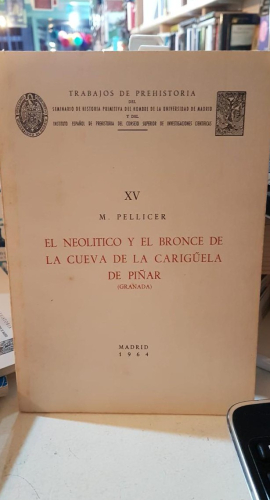 TRABAJOS DE PREHISTORIA
DEL
SEMINARIO DE HISTORIA PRIMITIVA DEL HOMBRE DE LA UNIVERSIDAD DE MADRID
Y DEL
INSTITUTO ESPAÑOL DE PREHISTORIA DEL CONSEJO SUPERIOR DE INVESTIGACIONES CIENTIFICAS
XV
M. PELLICER
EL NEOLITICO Y EL BRONCE DE
LA CUEVA DE LA CARIGÜELA
DE PIÑAR
(GRANADA)
MADRID
1964